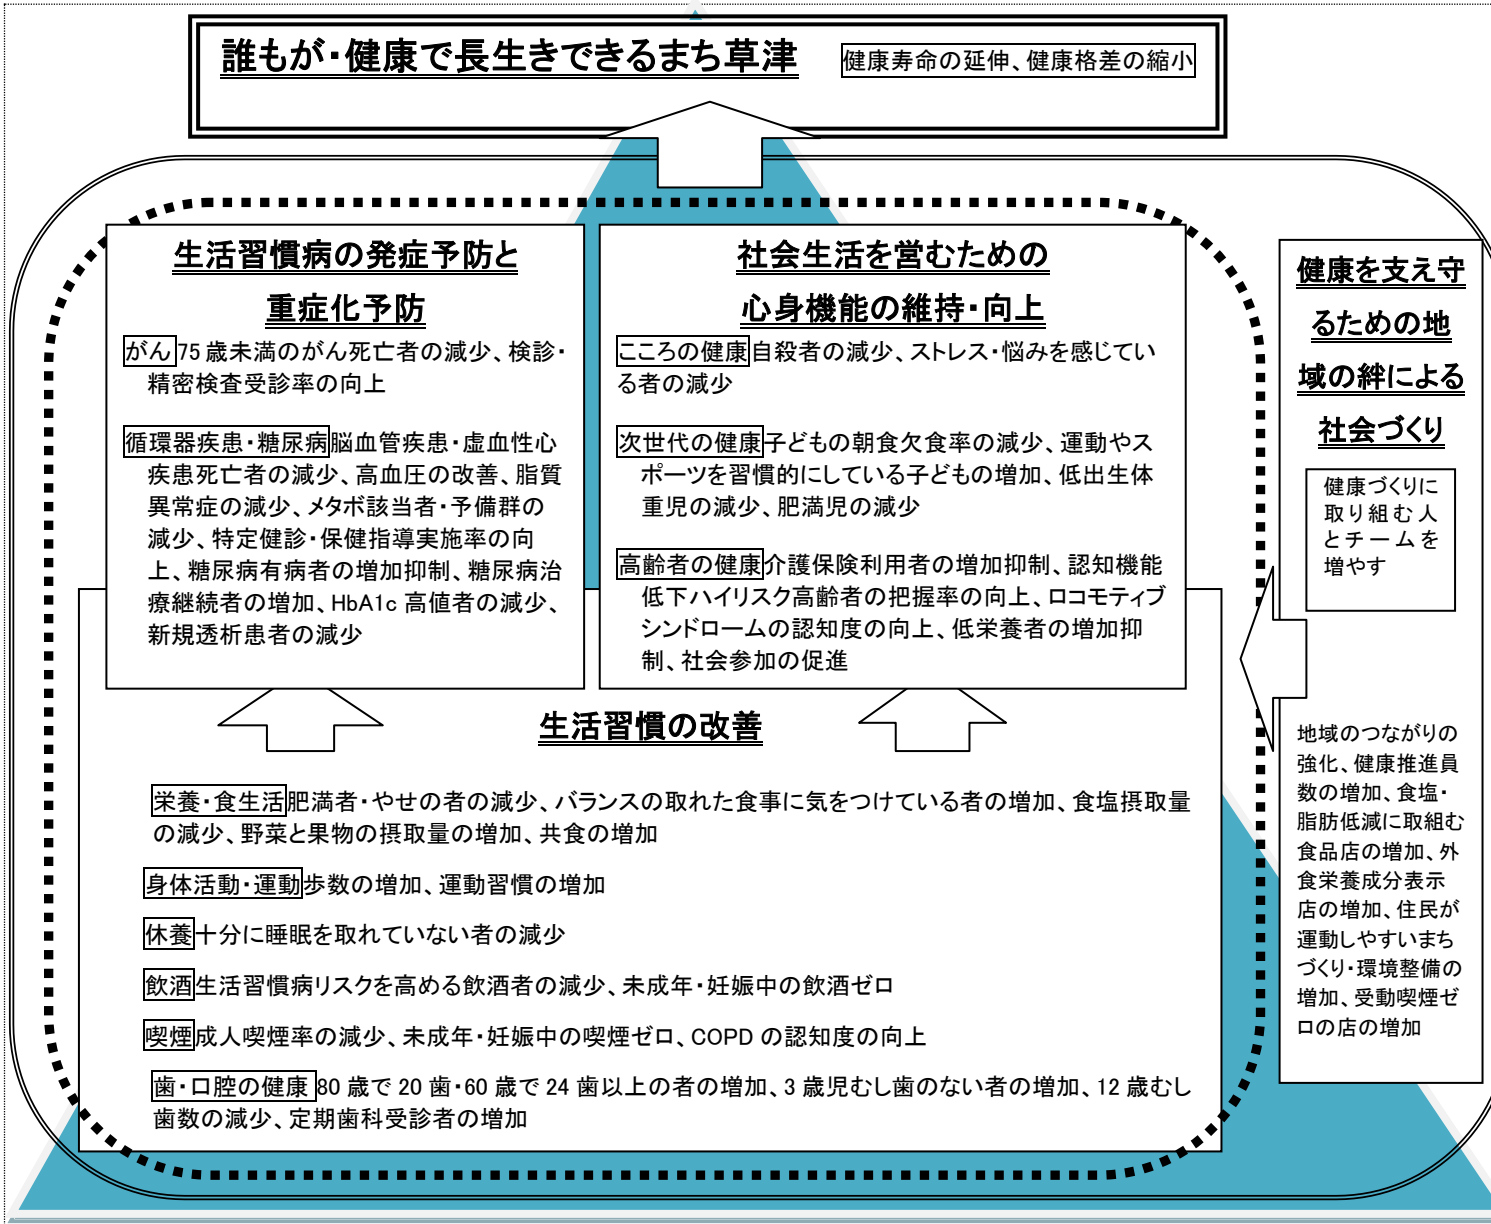 誰もが・健康で長生きできるまち草津
健康寿命の延伸、健康格差の縮小
生活習慣病の発症予防と
重症化予防
がん 75 歳未満のがん死亡者の減少、検診・
精密検査受診率の向上
循環器疾患・糖尿病 脳血管疾患・虚血性心
疾患死亡者の減少、高血圧の改善、脂質
異常症の減少、メタボ該当者・予備群の
減少、特定健診・保健指導実施率の向
上、糖尿病有病者の増加抑制、糖尿病治
療継続者の増加、HbA1c 高値者の減少、
新規透析患者の減少
社会生活を営むための
心身機能の維持・向上
こころの健康 自殺者の減少、ストレス・悩みを感じてい
る者の減少
次世代の健康 子どもの朝食欠食率の減少、運動やス
ポーツを習慣的にしている子どもの増加、低出生体
重児の減少、肥満児の減少
高齢者の健康 介護保険利用者の増加抑制、認知機能
低下ハイリスク高齢者の把握率の向上、ロコモティブ
シンドロームの認知度の向上、低栄養者の増加抑
制、社会参加の促進
健康を支え守
るための地
域の絆による
社会づくり
健康づくりに
取り組む人
とチームを
増やす
地域のつながりの
強化、健康推進員
数の増加、食塩・
脂肪低減に取組む
食品店の増加、外
食栄養成分表示
店の増加、住民が
運動しやすいまち
づくり・環境整備の
増加、受動喫煙ゼ
ロの店の増加
生活習慣の改善
栄養・食生活 肥満者・やせの者の減少、バランスの取れた食事に気をつけている者の増加、食塩摂取量
の減少、野菜と果物の摂取量の増加、共食の増加
身体活動・運動 歩数の増加、運動習慣の増加
休養 十分に睡眠を取れていない者の減少
飲酒 生活習慣病リスクを高める飲酒者の減少、未成年・妊娠中の飲酒ゼロ
喫煙 成人喫煙率の減少、未成年・妊娠中の喫煙ゼロ、COPD の認知度の向上
歯・口腔の健康 80 歳で 20 歯・60 歳で 24 歯以上の者の増加、3 歳児むし歯のない者の増加、12 歳むし
歯数の減少、定期歯科受診者の増加